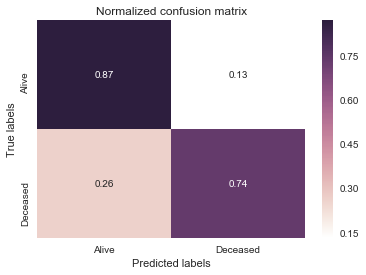 Normalized confusion matrix
True labels
Alive
Deceased
0.87
0.13
0.26
0.74
Alive
Deceased
Predicted labels
0.75
0.60
0.45
0.30
0.15